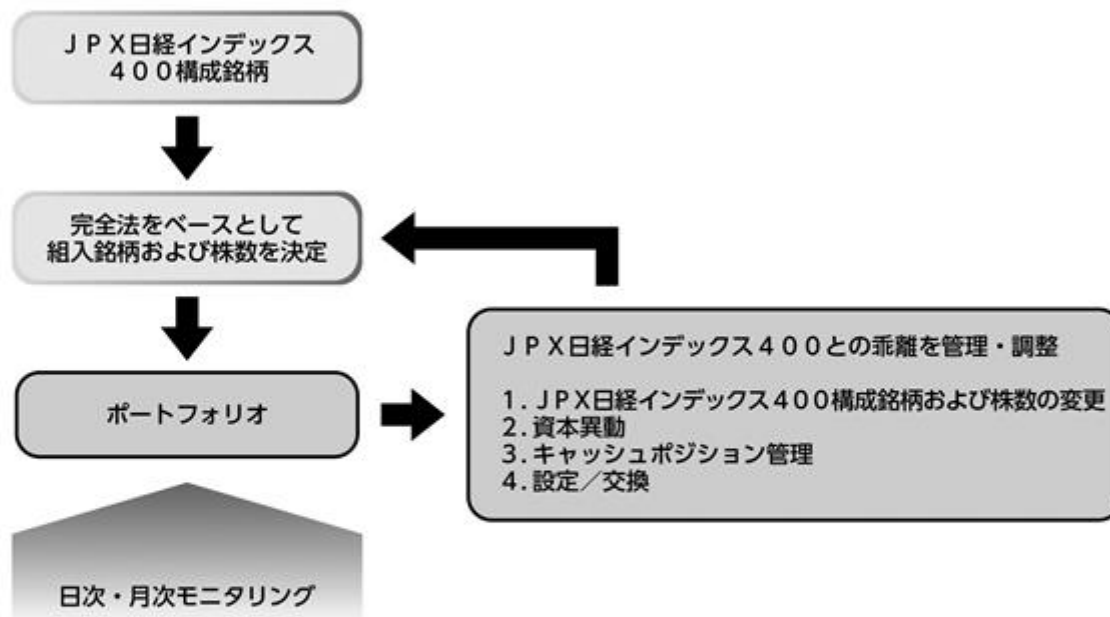 ＪＰＸ日経インデックス
４００構成銘柄
完全法をベースとして
組入銘柄および株数を決定
ポートフォリオ
ＪＰＸ日経インデックス４００との乖離を管理・調整
１.ＪＰＸ日経インデックス４００構成銘柄および株数の変更
２.資本異動
３.キャッシュポジション管理
４.設定／交換
日次・月次モニタリング